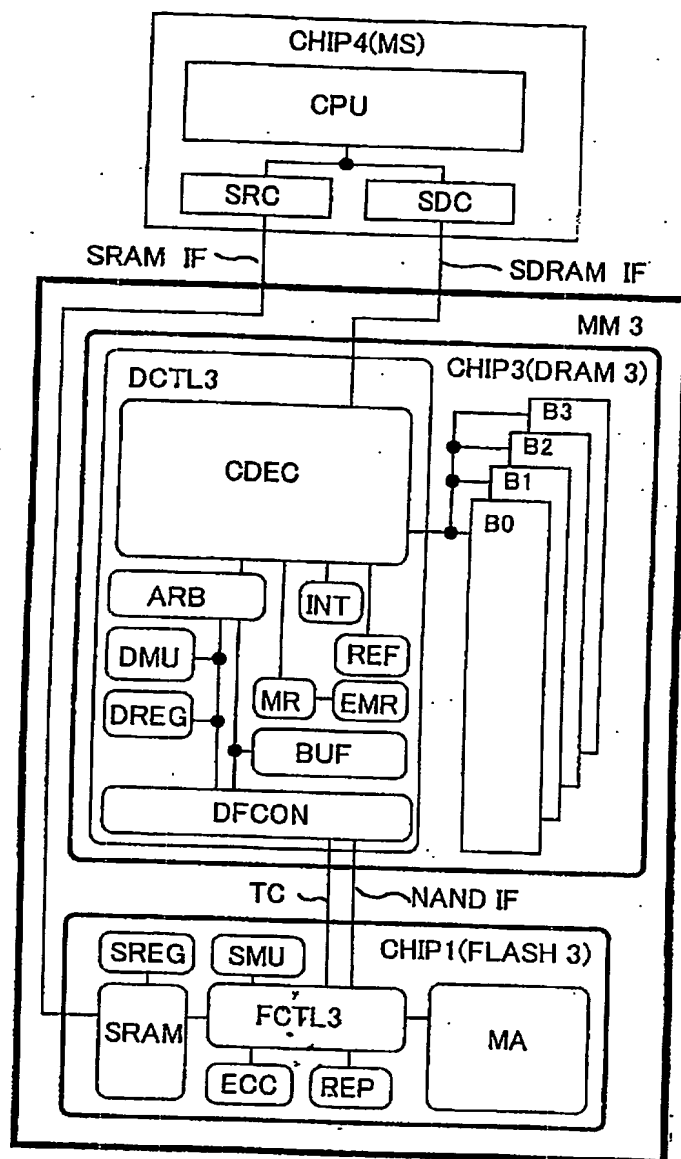 CHIP4(MS)
CPU
SRC
SDC
SRAM IF
SDRAM IF
MM 3
DCTL3
CHIP3(DRAM 3)
B3
B2
B1
B0
CDEC
ARB
INT
DMU
REF
MR
EMR
DREG
BUF
DFCON
TC
NAND IF
CHIP1(FLASH 3)
SREG
SMU
SRAM
FCTL3
MA
ECC
REP